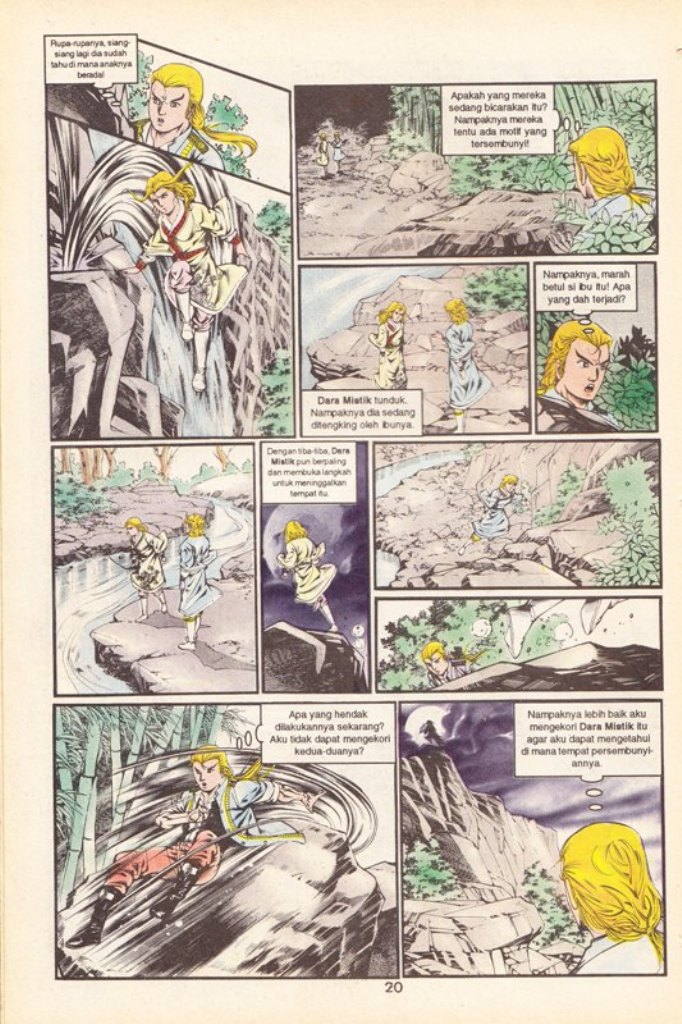 Rupa-rupanya, siang-
siang lagi dia sudah
tahu di mana anaknya
berada!
Apakah yang mereka
sedang bicarakan itu?
Nampaknya mereka
tentu ada motif yang
tersembunyi!
Dara Mistik tunduk.
Nampaknya dia sedang
ditengking oleh ibunya.
Nampaknya, marah
betul si ibu itu! Apa
yang dah terjadi?
Dengan tiba-tiba, Dara
Mistik pun berpaling
dan membuka langkah
untuk meninggalkan
tempat itu.
Apa yang hendak
dilakukannya sekarang?
Aku tidak dapat mengekori
kedua-duanya?
Nampaknya lebih baik aku
mengekori Dara Mistik itu
agar aku dapat mengetahui
di mana tempat persembunyi-
annya.
20